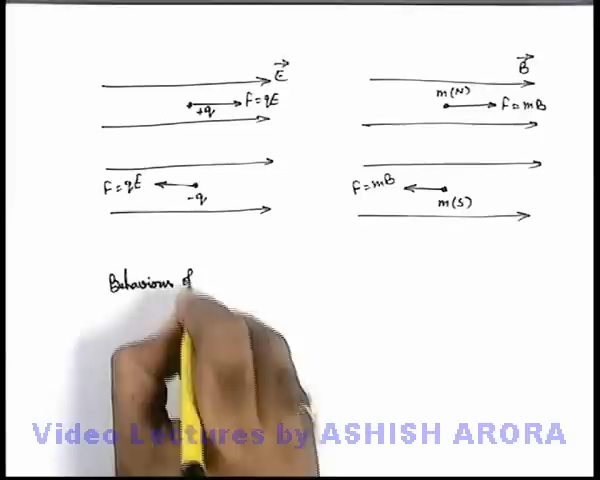 E
B
+q F=qE
m(N) F=mB
F=qE -q
F=mB m(S)
Behaviour of
Video Lectures by ASHISH ARORA